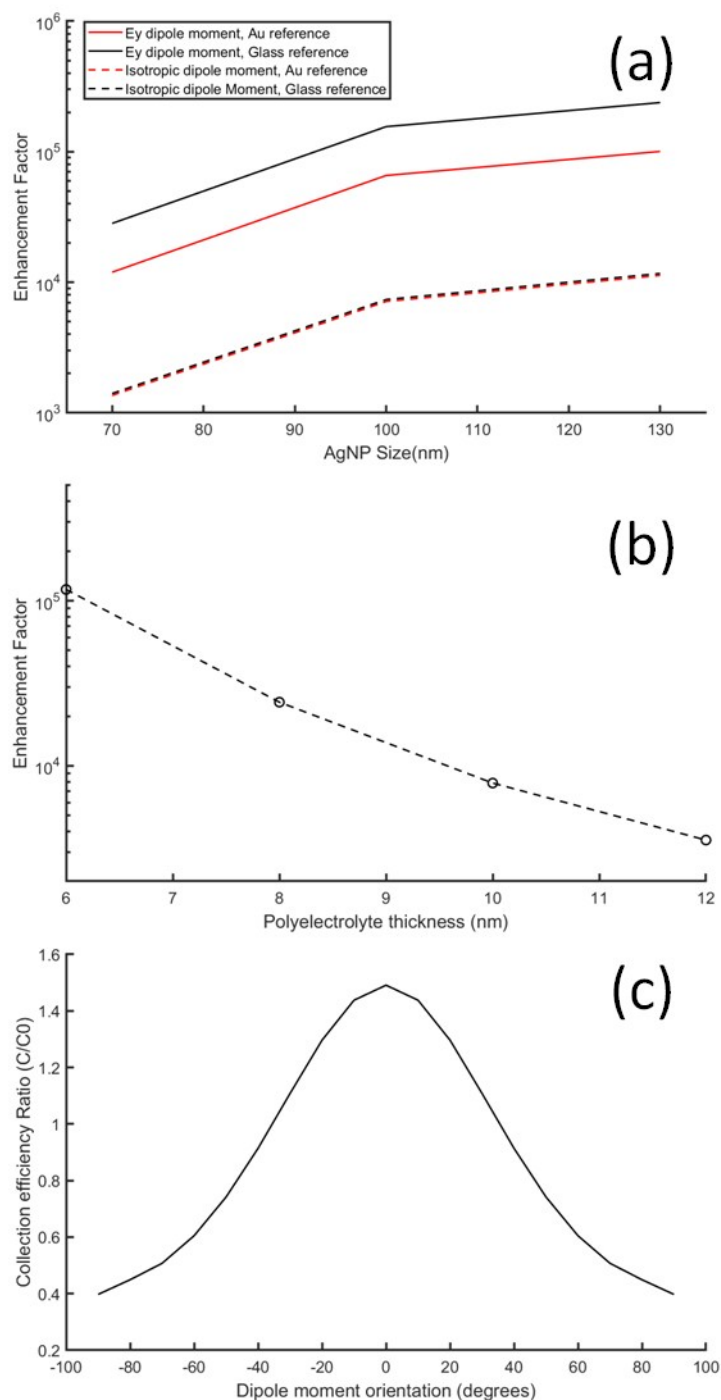 10^6
Ey dipole moment, Au reference
Ey dipole moment, Glass reference
Isotropic dipole moment, Au reference
Isotropic dipole Moment, Glass reference
(a)
10^5
10^4
10^3
Enhancement Factor
70 80 90 100 110 120 130
AgNP Size(nm)
(b)
10^5
10^4
Enhancement Factor
6 7 8 9 10 11 12
Polyelectrolyte thickness (nm)
(c)
1.6
1.4
1.2
1
0.8
0.6
0.4
0.2
Collection efficiency Ratio (C/C0)
-100 -80 -60 -40 -20 0 20 40 60 80 100
Dipole moment orientation (degrees)